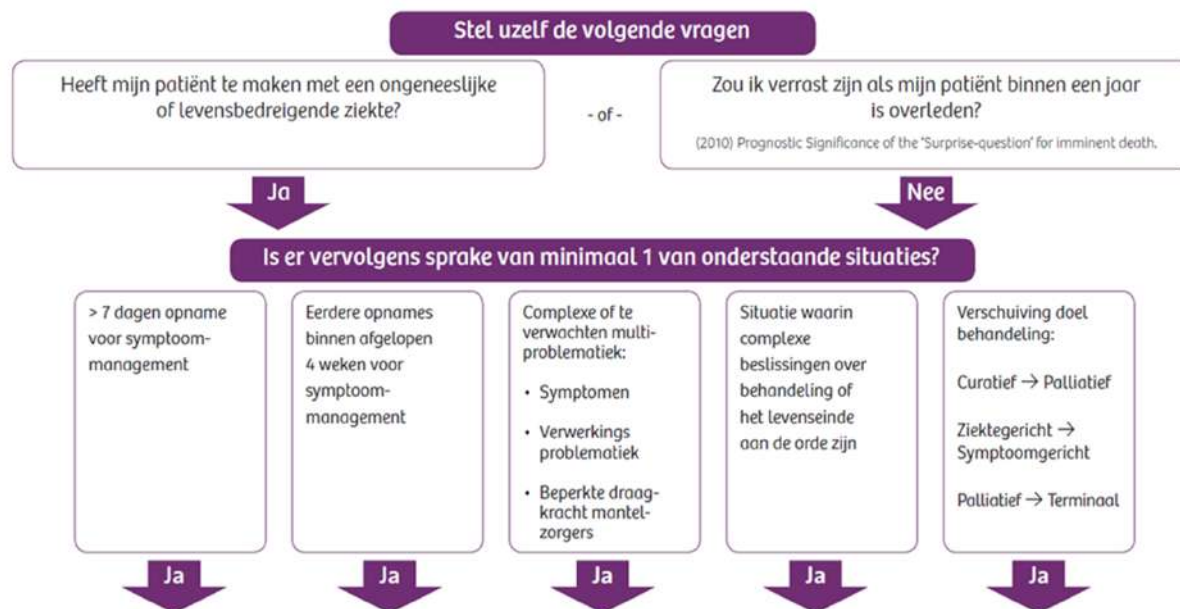 Stel uzelf de volgende vragen
Heeft mijn patiënt te maken met een ongeneeslijke
of levensbedreigende ziekte?
- of -
Zou ik verrast zijn als mijn patiënt binnen een jaar
is overleden?
(2010) Prognostic Significance of the "Surprise-question' for imminent death.
Ja
Nee
Is er vervolgens sprake van minimaal 1 van onderstaande situaties?
> 7 dagen opname
voor symptoom-
management
Eerdere opnames
binnen afgelopen
4 weken voor
symptoom-
management
Complexe of te
verwachten multi-
problematiek:
• Symptomen
• Verwerkings
problematiek
• Beperkte draag-
kracht mantel-
zorgers
Situatie waarin
complexe
beslissingen over
behandeling of
het levenseinde
aan de orde zijn
Verschuiving doel
behandeling:
Curatief → Palliatief
Ziektegericht →
Symptoomgericht
Palliatief → Terminaal
Ja
Ja
Ja
Ja
Ja